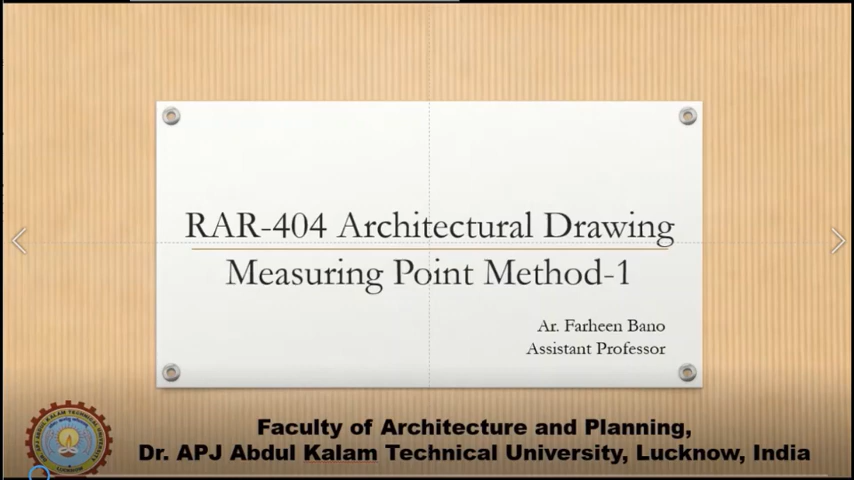 RAR-404 Architectural Drawing
Measuring Point Method-1
Ar. Farheen Bano
Assistant Professor
Faculty of Architecture and Planning,
Dr. APJ Abdul Kalam Technical University, Lucknow, India